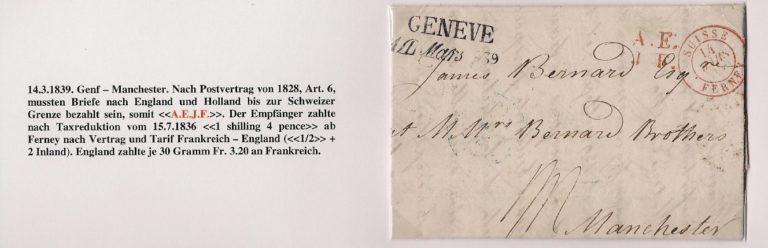 14.3.1839. Genf – Manchester. Nach Postvertrag von 1828, Art. 6,
mussten Briefe nach England und Holland bis zur Schweizer
Grenze bezahlt sein, somit <<A.E.J.F.>>. Der Empfänger zahlte
nach Taxreduktion vom 15.7.1836 <<1 shilling 4 pence>> ab
Ferney nach Vertrag und Tarif Frankreich – England (<<1/2>> +
2 Inland). England zahlte je 30 Gramm Fr. 3.20 an Frankreich.
GENEVE
Mars 39
A. E.
SUISSE
14
FERNEY
James Bernard Esq.
Bernard Brothers
Manchester